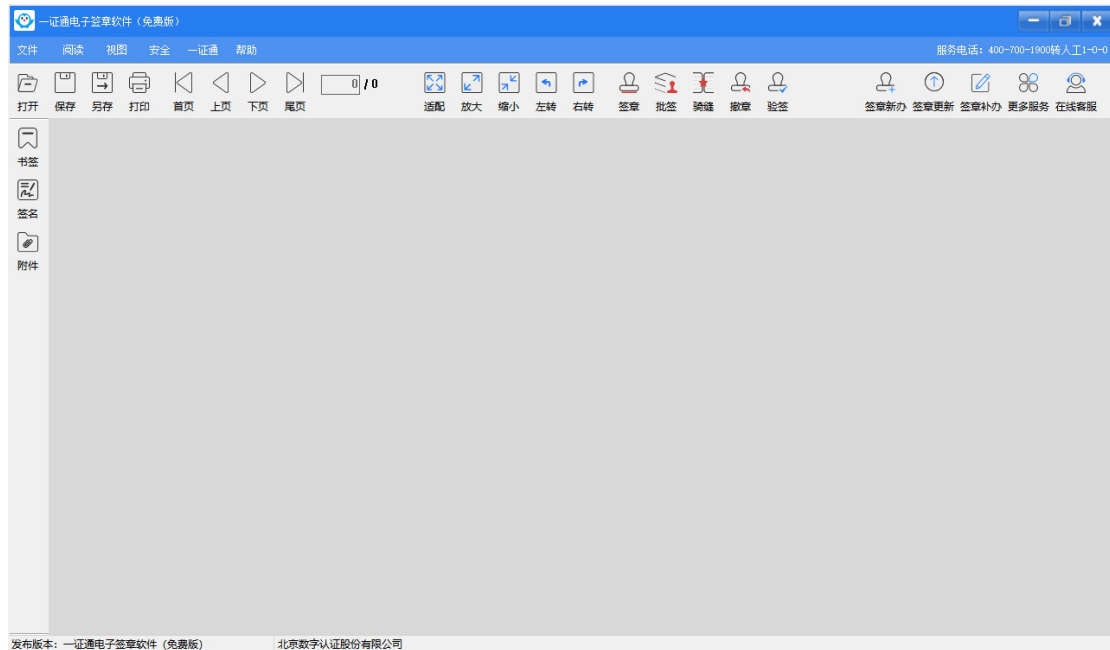 一证通电子签章软件（免费版）
文件 阅读 视图 安全 一证通 帮助 服务电话：400-700-1900转人工1-0-0
0 / 0
打开 保存 另存 打印 首页 上页 下页 尾页 适配 放大 缩小 左转 右转 签章 批签 骑缝 撤章 验签 签章新办 签章更新 签章补办 更多服务 在线客服
书签
签名
附件
发布版本：一证通电子签章软件（免费版） 北京数字认证股份有限公司